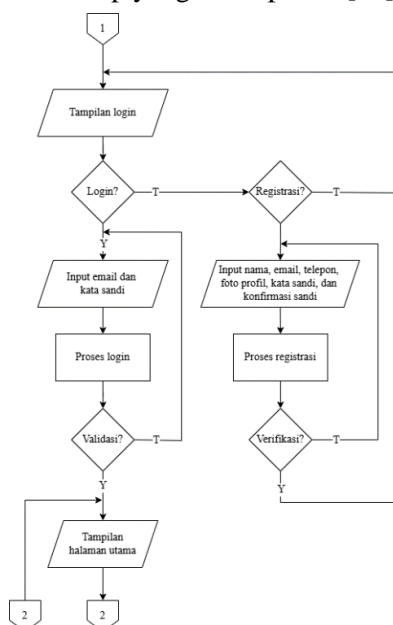 1
Tampilan login
Login?
T
Registrasi?
T
Y
Input email dan
kata sandi
Input nama, email, telepon,
foto profil, kata sandi, dan
konfirmasi sandi
Proses login
Proses registrasi
Validasi?
T
Verifikasi?
T
Y
Y
Tampilan
halaman utama
2
2